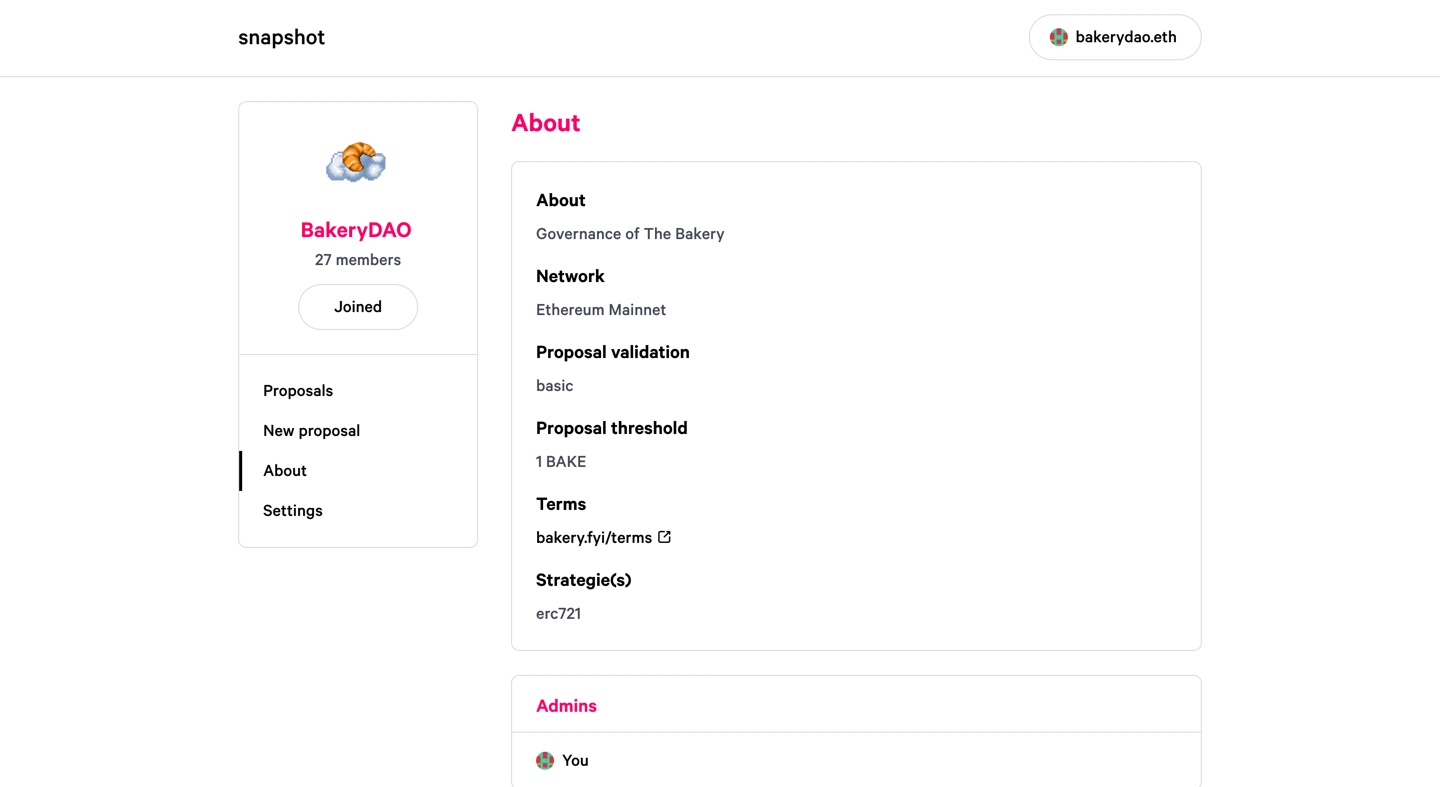 snapshot
bakerydao.eth
BakeryDAO
27 members
Joined
Proposals
New proposal
About
Settings
About
About
Governance of The Bakery
Network
Ethereum Mainnet
Proposal validation
basic
Proposal threshold
1 BAKE
Terms
bakery.fyi/terms
Strategie(s)
erc721
Admins
You